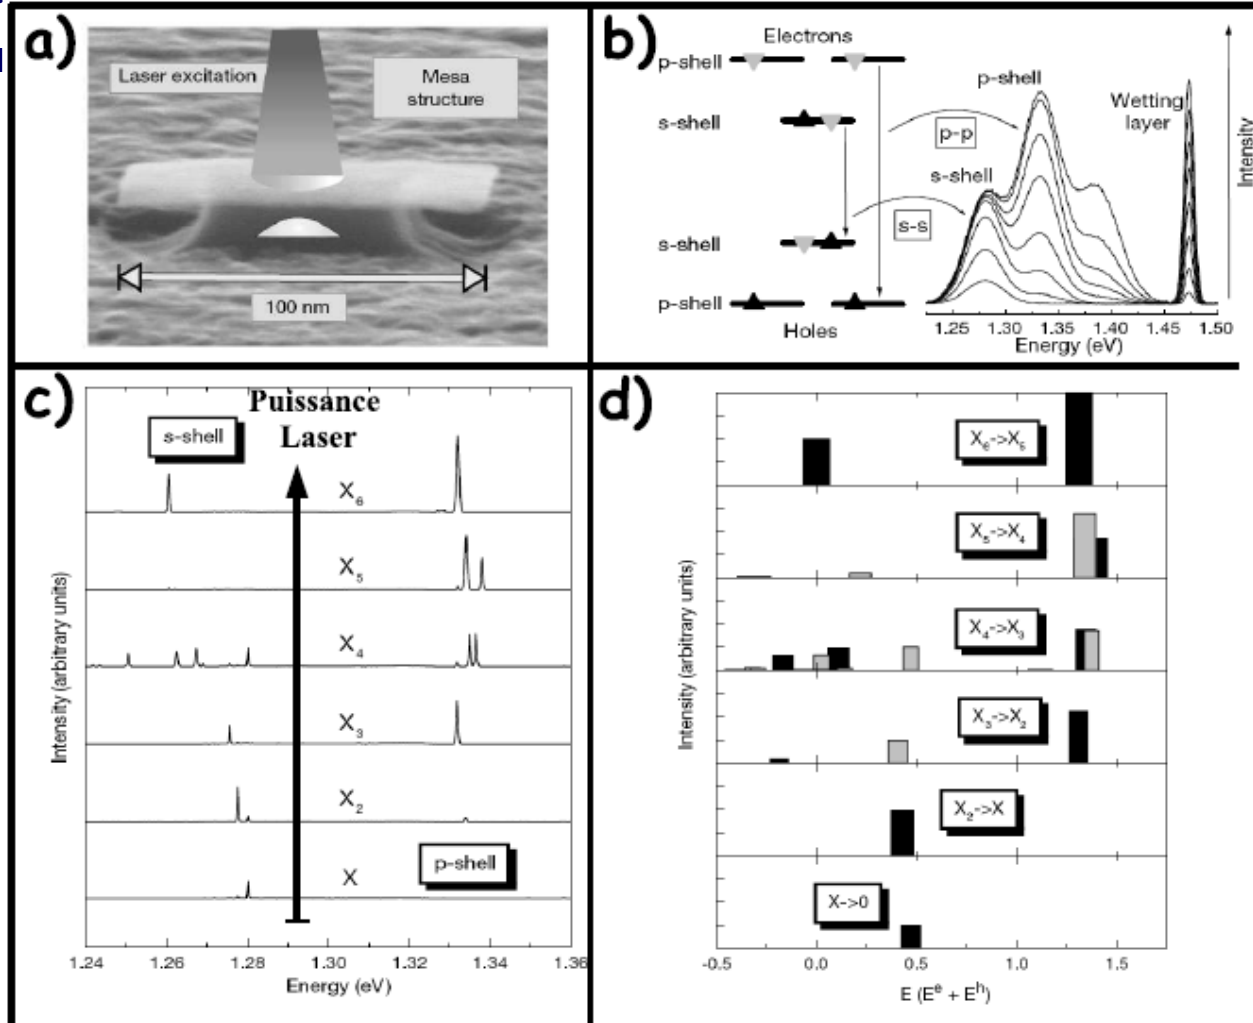 a)
Laser excitation
Mesa
structure
100 nm
b)
Electrons
p-shell
s-shell
s-shell
p-shell
Holes
p-p
s-s
s-shell
p-shell
Wetting
layer
Intensity
1.25 1.30 1.35 1.40 1.45 1.50
Energy (eV)
c)
Puissance
Laser
s-shell
X₆
X₅
X₄
X₃
X₂
X
p-shell
Intensity (arbitrary units)
1.24 1.26 1.28 1.30 1.32 1.34 1.36
Energy (eV)
d)
X₆->X₅
X₅->X₄
X₄->X₃
X₃->X₂
X₂->X
X->0
Intensity (arbitrary units)
-0.5 0.0 0.5 1.0 1.5
E (Eᵉ + Eʰ)